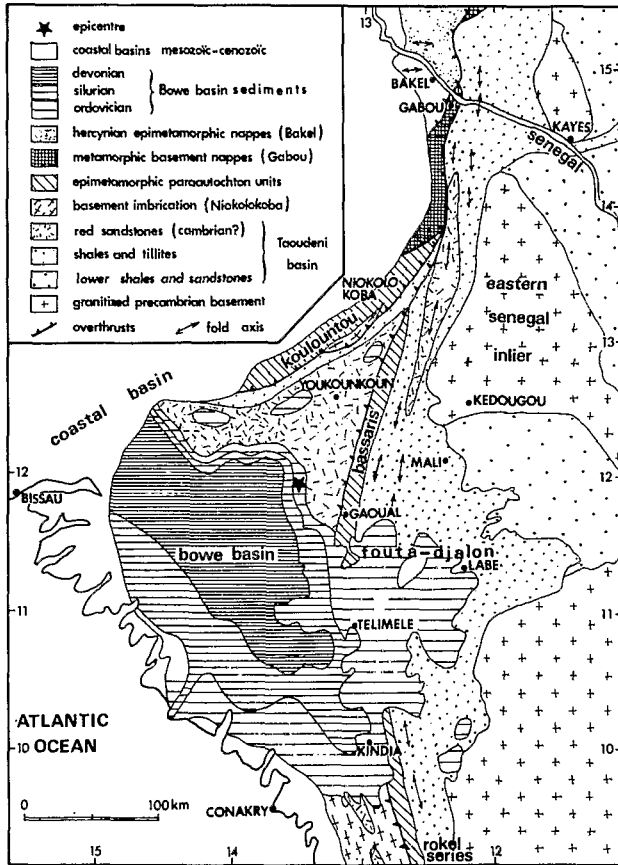 epicentre
coastal basins mesozoïc-cenozoïc
devonian
silurian
ordovician
Bowe basin sediments
hercynian epimetamorphic nappes (Bakel)
metamorphic basement nappes (Gabou)
epimetamorphic paraautochton units
basement imbrication (Niokolokoba)
red sandstones (cambrian?)
shales and tillites
lower shales and sandstones
Taoudeni
basin
granitized precambrian basement
overthrusts
fold axis
13
12
15
BAKEL
GABOU
KAYES
senegal
14
NIOKOLO
KOBA
eastern
senegal
inlier
koulountou
13
coastal basin
YOUKOUNKOUN
KEDOUGOU
bassaris
MALI
12
12
BISSAU
GAOUAL
bowe basin
fouta-djalon
LABE
11
11
TELIMELE
ATLANTIC
OCEAN
10
10
KINDIA
0
100 km
CONAKRY
rokel
series
15
14
12